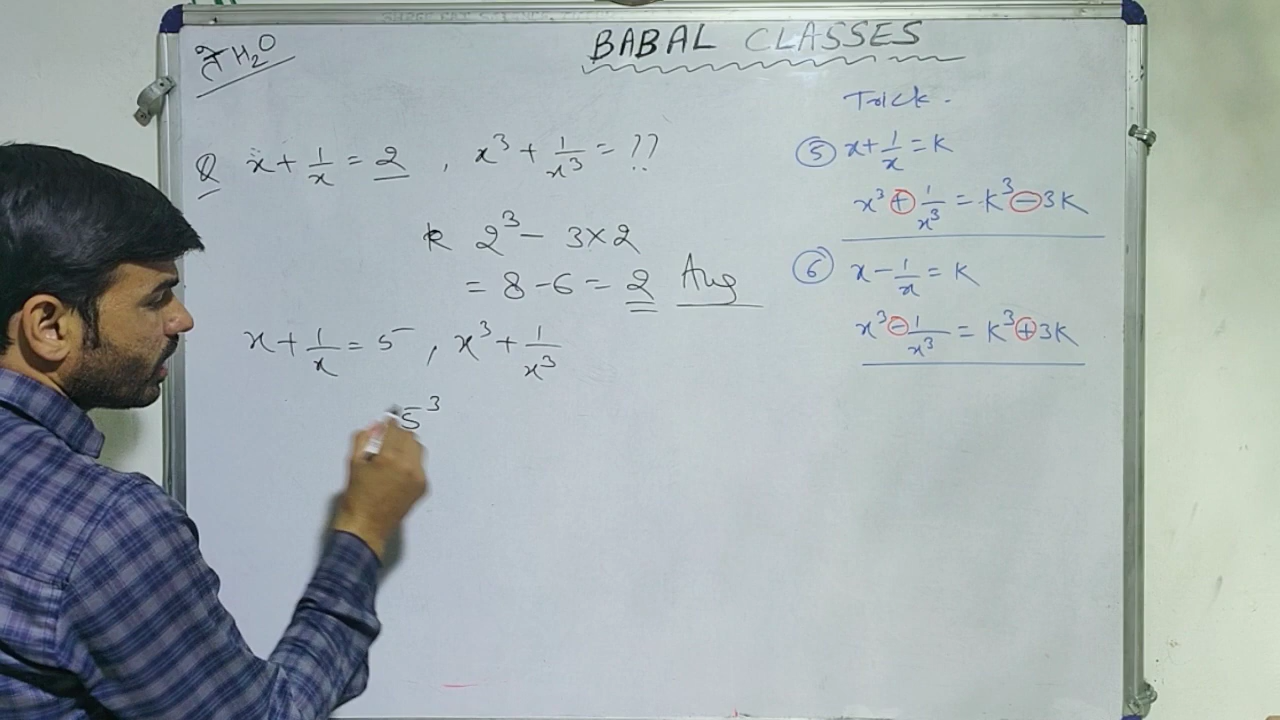 BABAL CLASSES
H₂O
Q x + 1/x = 2 , x³ + 1/x³ = ??
k 2³ - 3×2
= 8 - 6 = 2 Ans
x + 1/x = 5 , x³ + 1/x³
5³
Trick.
⑤ x + 1/x = K
x³ + 1/x³ = K³ - 3K
⑥ x - 1/x = K
x³ - 1/x³ = K³ + 3K